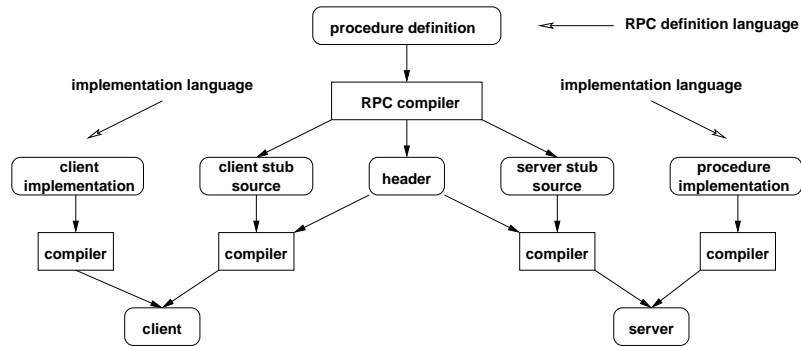 procedure definition
RPC definition language
implementation language
implementation language
RPC compiler
client
implementation
client stub
source
header
server stub
source
procedure
implementation
compiler
compiler
compiler
compiler
client
server